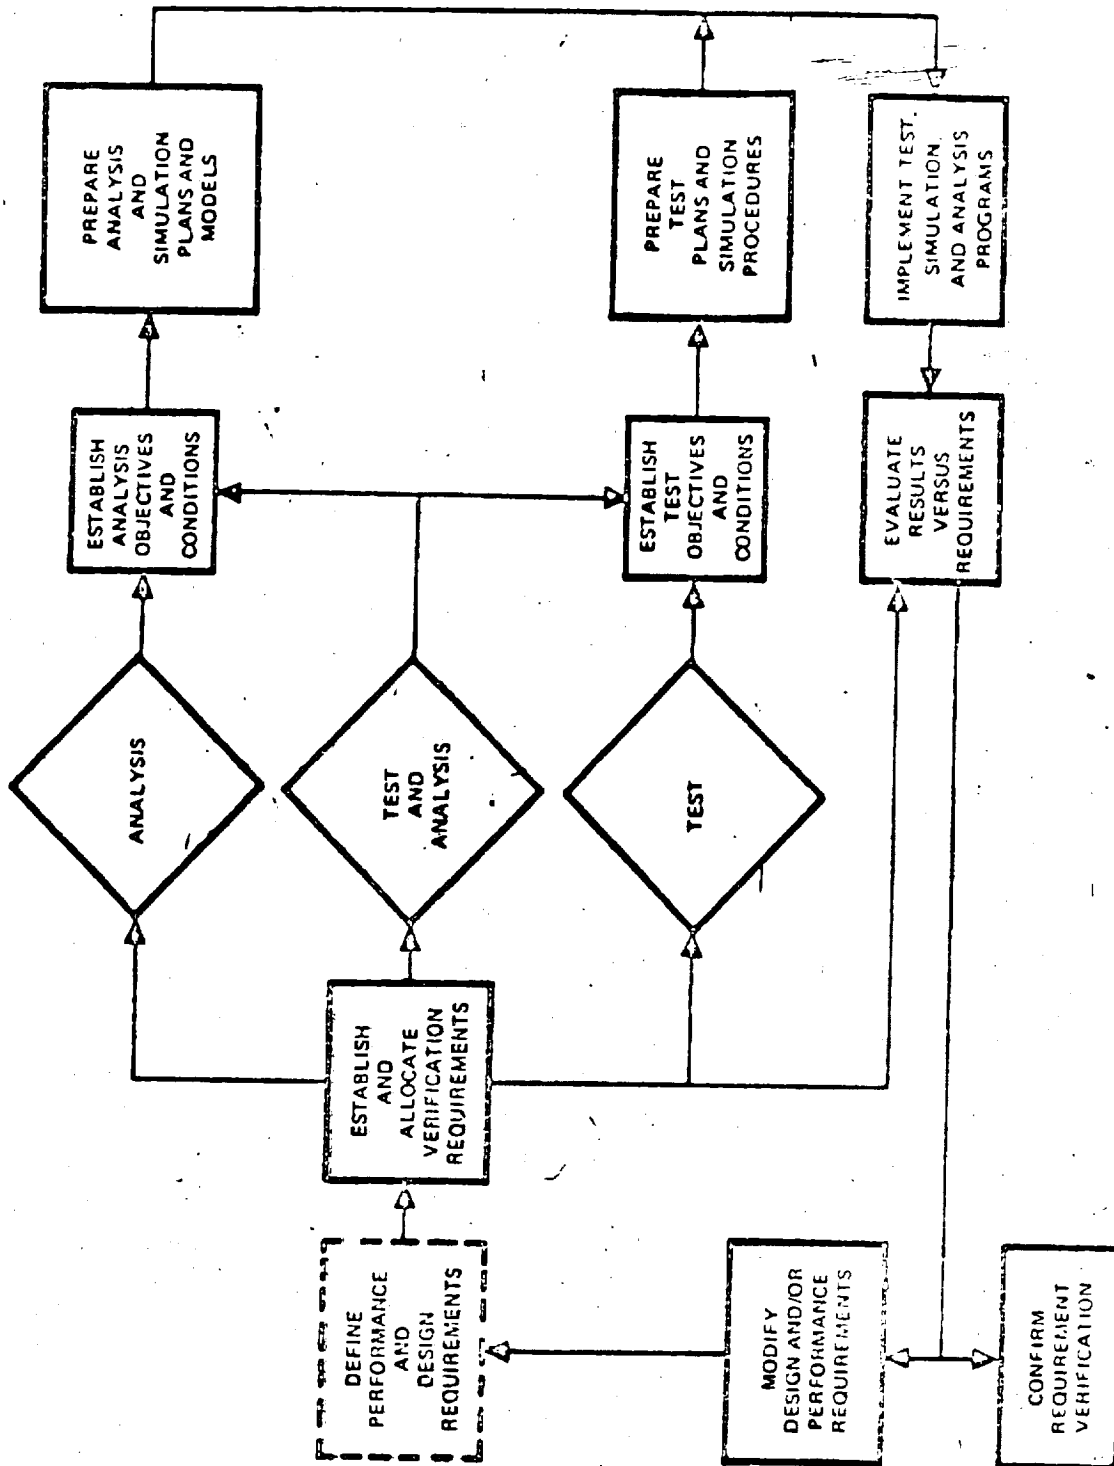 DEFINE
PERFORMANCE
AND
DESIGN
REQUIREMENTS
ESTABLISH
AND
ALLOCATE
VERIFICATION
REQUIREMENTS
ANALYSIS
TEST
AND
ANALYSIS
TEST
ESTABLISH
ANALYSIS
OBJECTIVES
AND
CONDITIONS
ESTABLISH
TEST
OBJECTIVES
AND
CONDITIONS
PREPARE
ANALYSIS
AND
SIMULATION
PLANS AND
MODELS
PREPARE
TEST
PLANS AND
SIMULATION
PROCEDURES
IMPLEMENT TEST,
SIMULATION,
AND ANALYSIS
PROGRAMS
EVALUATE
RESULTS
VERSUS
REQUIREMENTS
MODIFY
DESIGN AND/OR
PERFORMANCE
REQUIREMENTS
CONFIRM
REQUIREMENT
VERIFICATION